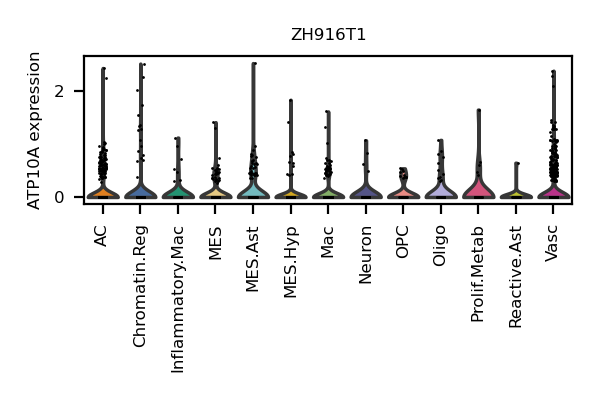 ZH916T1
ATP10A expression
2
0
AC
Chromatin.Reg
Inflammatory.Mac
MES
MES.Ast
MES.Hyp
Mac
Neuron
OPC
Oligo
Prolif.Metab
Reactive.Ast
Vasc